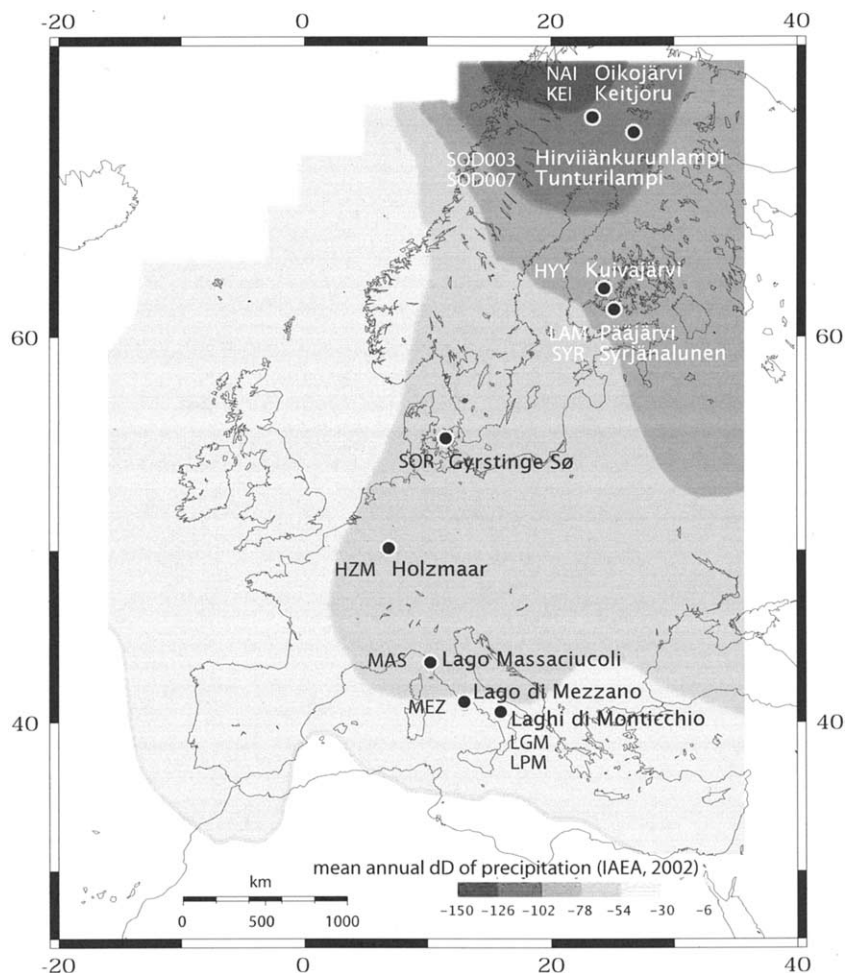 -20 0 20 40
NAI Oikojärvi
KEI Keitjoru
SOD003 Hirviiänkurunlampi
SOD007 Tunturilampi
HYY Kuivajärvi
60 60
LAM Pääjärvi
SYR Syrjänalunen
SOR Gyrstinge Sø
HZM Holzmaar
MAS Lago Massaciucoli
MEZ Lago di Mezzano
40 Laghi di Monticchio 40
LGM
LPM
mean annual dD of precipitation (IAEA, 2002)
km
0 500 1000
-150 -126 -102 -78 -54 -30 -6
-20 0 20 40